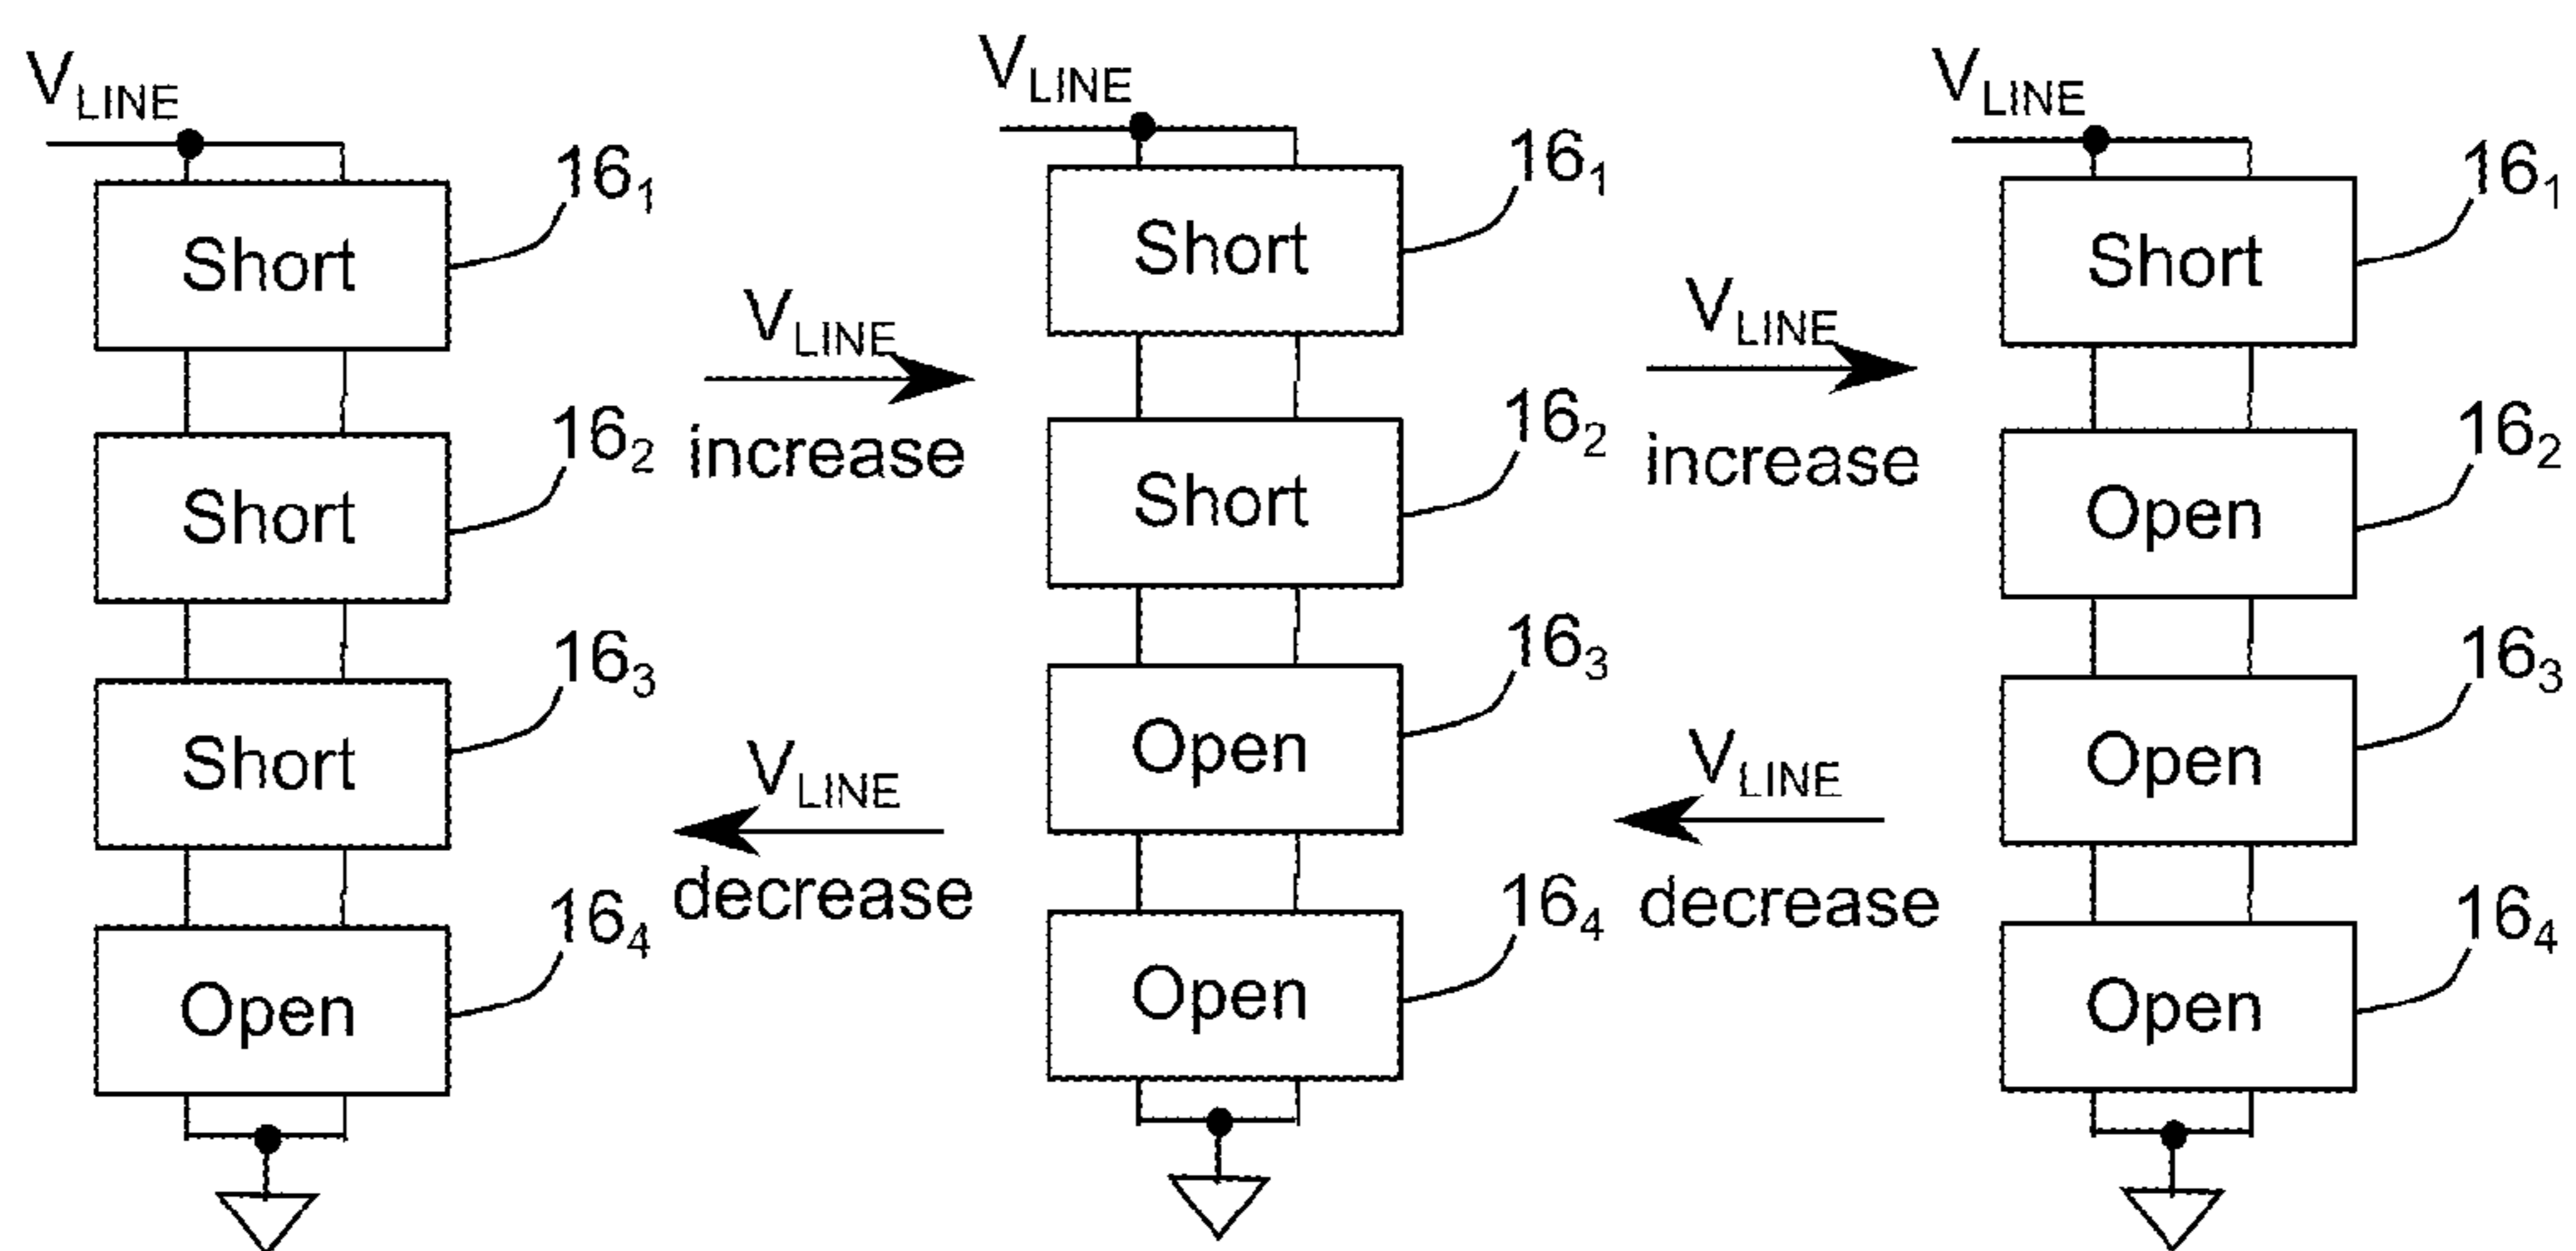 V_LINE
16_1
Short
16_2
Short
16_3
Short
16_4
Open
V_LINE
increase
V_LINE
decrease
V_LINE
16_1
Short
16_2
Short
16_3
Open
16_4
Open
V_LINE
increase
V_LINE
decrease
V_LINE
16_1
Short
16_2
Open
16_3
Open
16_4
Open